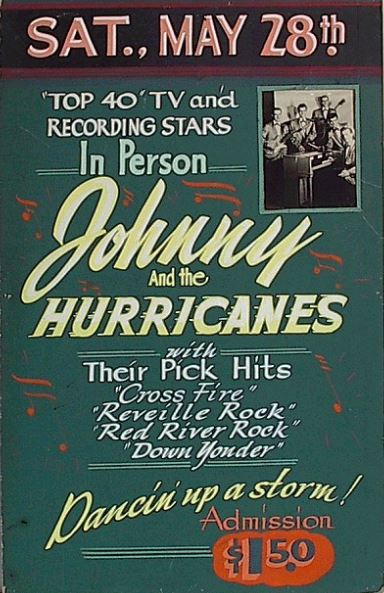 SAT., MAY 28th
"TOP 40" TV and
RECORDING STARS
In Person
Johnny
And the
HURRICANES
with
Their Pick Hits
"Cross Fire"
"Reveille Rock"
"Red River Rock"
"Down Yonder"
Dancin' up a storm!
Admission
$1.50